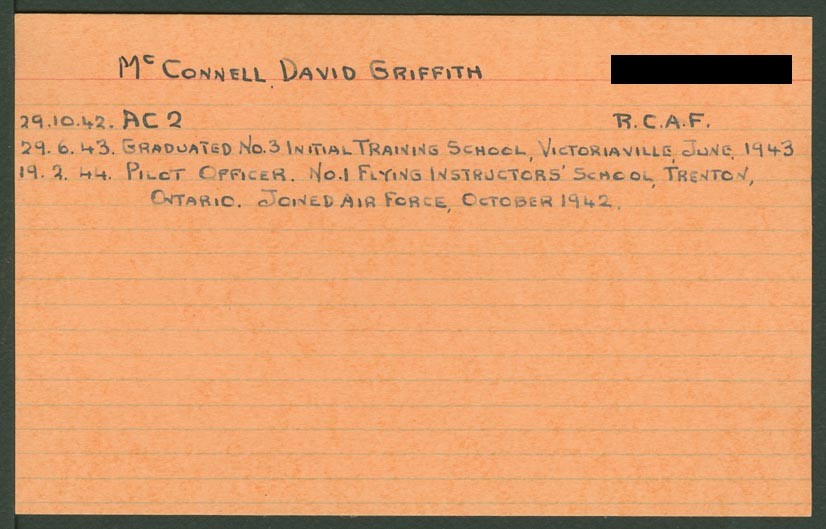 Mc CONNELL, DAVID GRIFFITH
29.10.42. AC 2 R.C.A.F.
29.6.43. GRADUATED NO.3 INITIAL TRAINING SCHOOL, VICTORIAVILLE, JUNE, 1943
19.2.44. PILOT OFFICER. NO.1 FLYING INSTRUCTORS' SCHOOL, TRENTON,
ONTARIO. JOINED AIR FORCE, OCTOBER 1942.